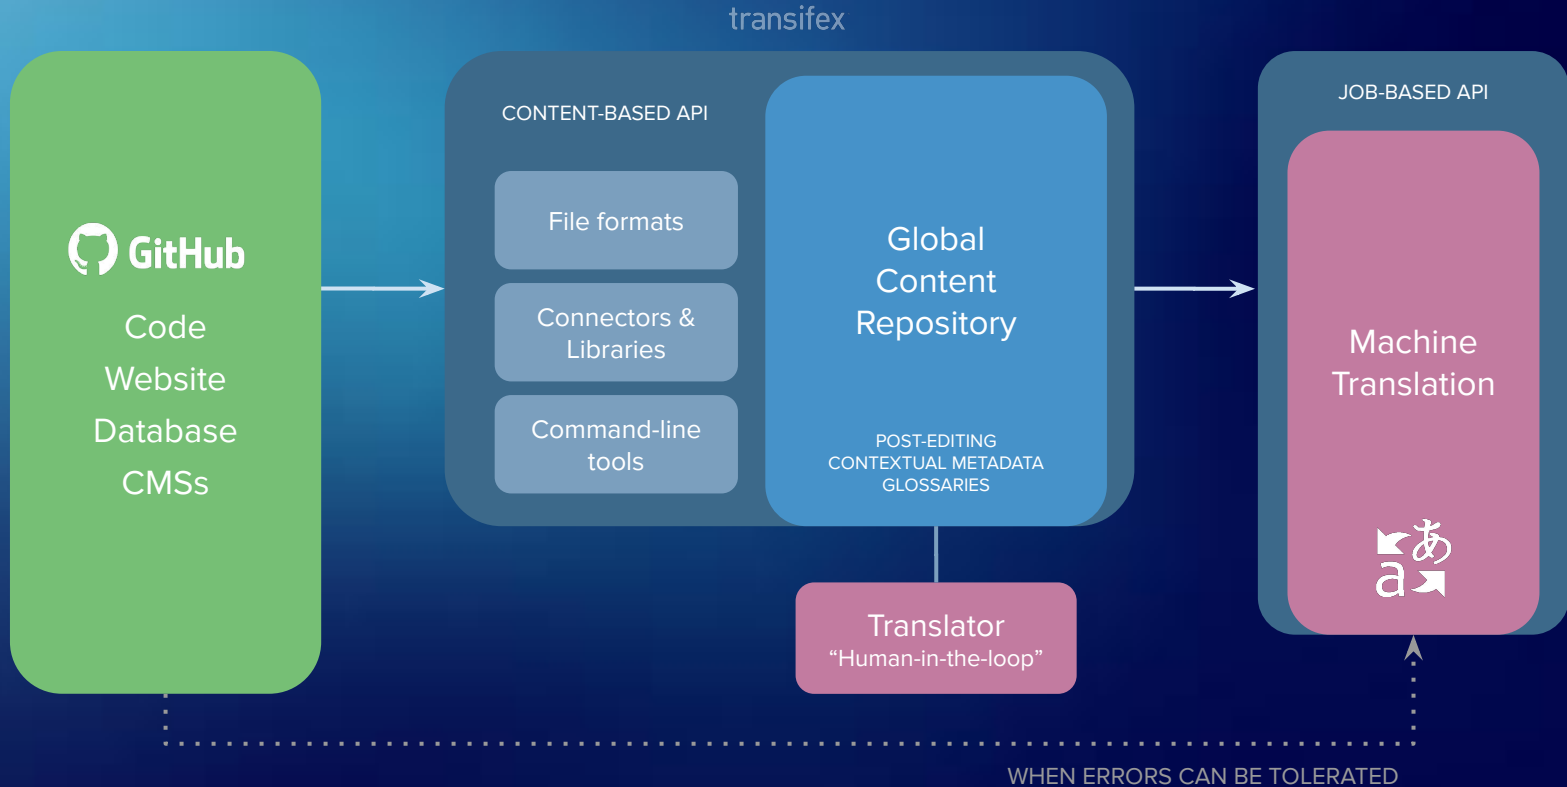 transifex
GitHub
Code
Website
Database
CMSs
CONTENT-BASED API
File formats
Connectors &
Libraries
Command-line
tools
Global
Content
Repository
POST-EDITING
CONTEXTUAL METADATA
GLOSSARIES
Translator
“Human-in-the-loop”
JOB-BASED API
Machine
Translation
あ
a
WHEN ERRORS CAN BE TOLERATED